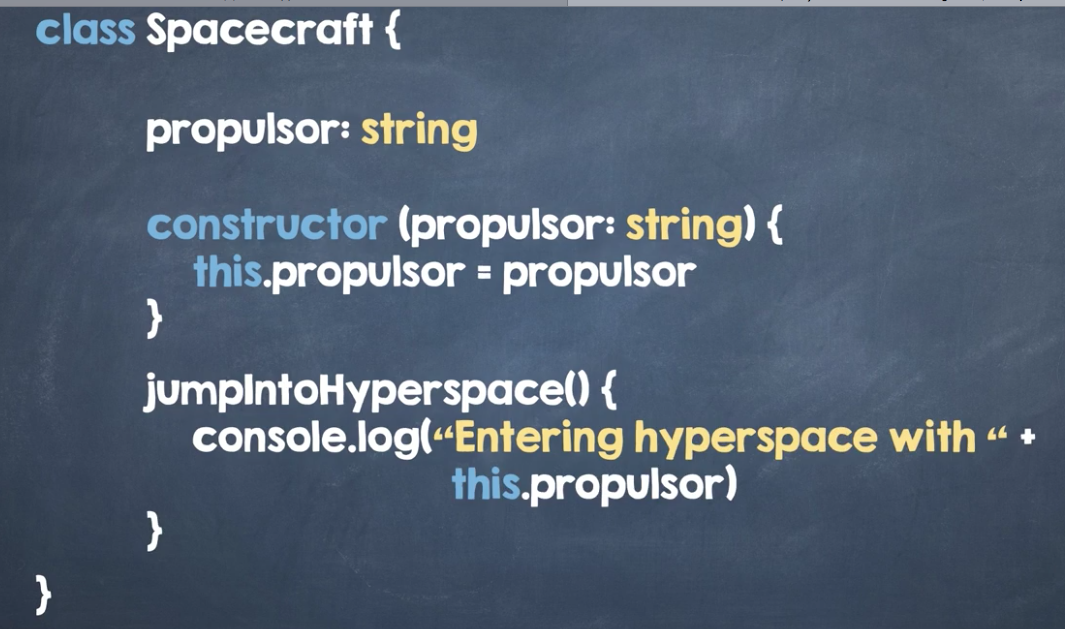 class Spacecraft {
propulsor: string
constructor (propulsor: string) {
this.propulsor = propulsor
}
jumpIntoHyperspace() {
console.log(“Entering hyperspace with “ +
this.propulsor)
}
}